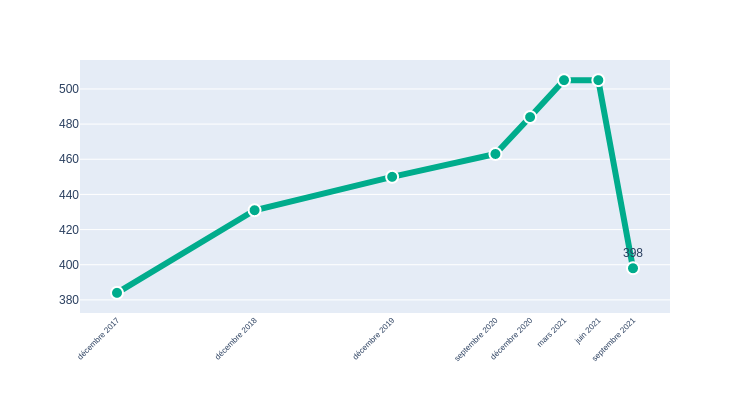 500
480
460
440
420
400
380
398
décembre 2017
décembre 2018
décembre 2019
septembre 2020
décembre 2020
mars 2021
juin 2021
septembre 2021